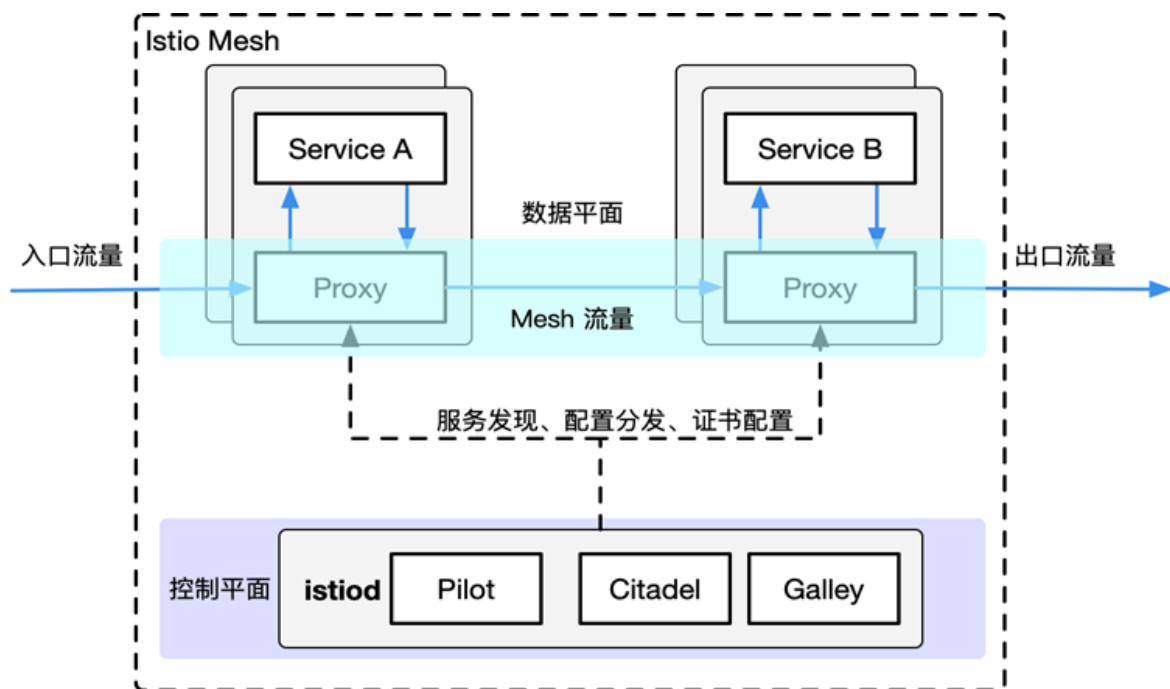 Istio Mesh
Service A
Service B
数据平面
入口流量
出口流量
Proxy
Proxy
Mesh 流量
服务发现、配置分发、证书配置
控制平面
istiod
Pilot
Citadel
Galley